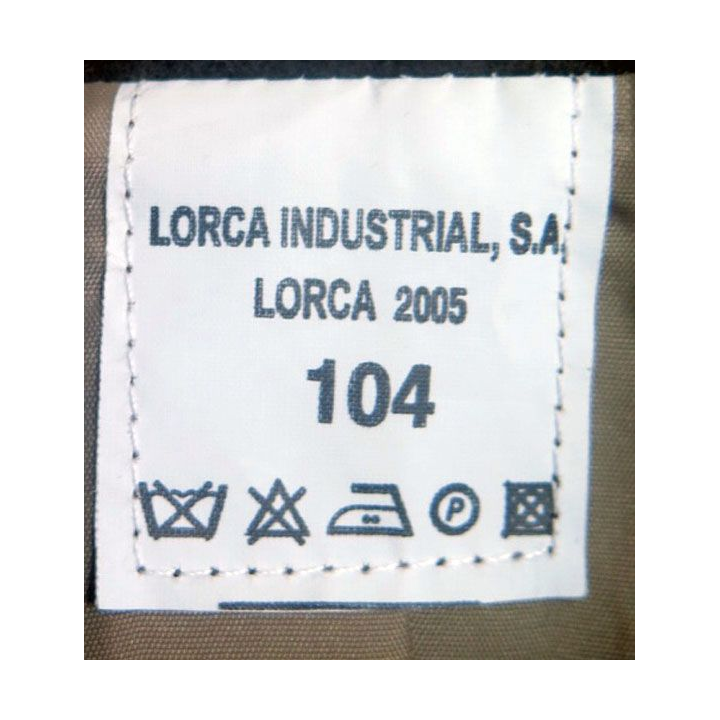 LORCA INDUSTRIAL, S.A.
LORCA 2005
104
P